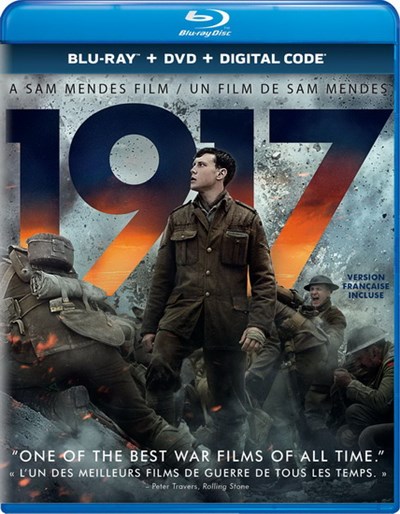 Blu-ray Disc
BLU-RAY™ + DVD + DIGITAL CODE*
A SAM MENDES FILM / UN FILM DE SAM MENDES
1917
VERSION
FRANÇAISE
INCLUSE
"ONE OF THE BEST WAR FILMS OF ALL TIME."
« L'UN DES MEILLEURS FILMS DE GUERRE DE TOUS LES TEMPS. »
– Peter Travers, Rolling Stone